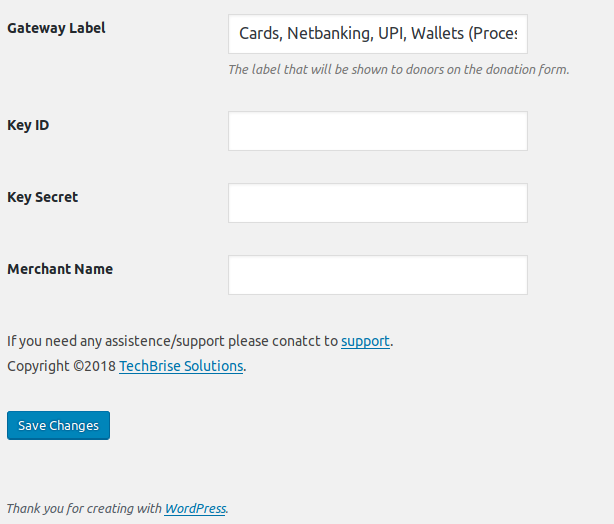 Gateway Label
Cards, Netbanking, UPI, Wallets (Proces
The label that will be shown to donors on the donation form.
Key ID
Key Secret
Merchant Name
If you need any assistence/support please conatct to support.
Copyright ©2018 TechBrise Solutions.
Save Changes
Thank you for creating with WordPress.